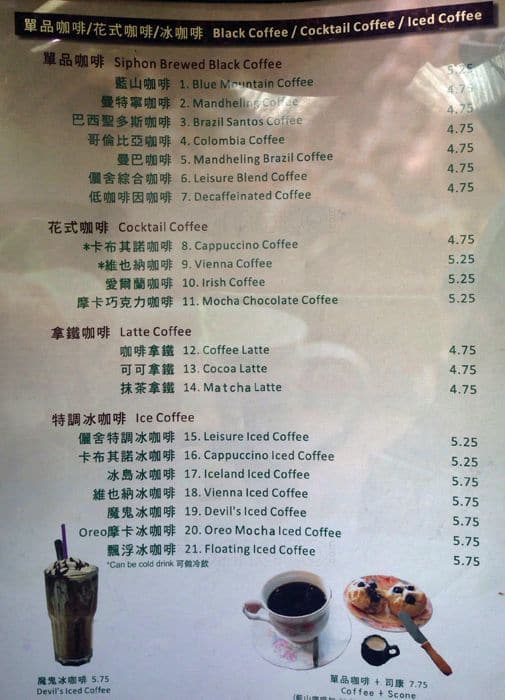 單品咖啡/花式咖啡/冰咖啡 Black Coffee / Cocktail Coffee / Iced Coffee
單品咖啡 Siphon Brewed Black Coffee
藍山咖啡 1. Blue Mountain Coffee 5.25
曼特寧咖啡 2. Mandheling Coffee 4.75
巴西聖多斯咖啡 3. Brazil Santos Coffee 4.75
哥倫比亞咖啡 4. Colombia Coffee 4.75
曼巴咖啡 5. Mandheling Brazil Coffee 4.75
儷舍綜合咖啡 6. Leisure Blend Coffee 4.75
低咖啡因咖啡 7. Decaffeinated Coffee 4.75
花式咖啡 Cocktail Coffee
*卡布其諾咖啡 8. Cappuccino Coffee 4.75
*維也納咖啡 9. Vienna Coffee 5.25
愛爾蘭咖啡 10. Irish Coffee 5.25
摩卡巧克力咖啡 11. Mocha Chocolate Coffee 5.25
拿鐵咖啡 Latte Coffee
咖啡拿鐵 12. Coffee Latte 4.75
可可拿鐵 13. Cocoa Latte 4.75
抹茶拿鐵 14. Matcha Latte 4.75
特調冰咖啡 Ice Coffee
儷舍特調冰咖啡 15. Leisure Iced Coffee 5.25
卡布其諾冰咖啡 16. Cappuccino Iced Coffee 5.25
冰島冰咖啡 17. Iceland Iced Coffee 5.75
維也納冰咖啡 18. Vienna Iced Coffee 5.75
魔鬼冰咖啡 19. Devil's Iced Coffee 5.75
Oreo摩卡冰咖啡 20. Oreo Mocha Iced Coffee 5.75
飄浮冰咖啡 21. Floating Iced Coffee 5.75
*Can be cold drink 可做冷飲
魔鬼冰咖啡 5.75
Devil's Iced Coffee
單品咖啡 + 司康 7.75
Coffee + Scone